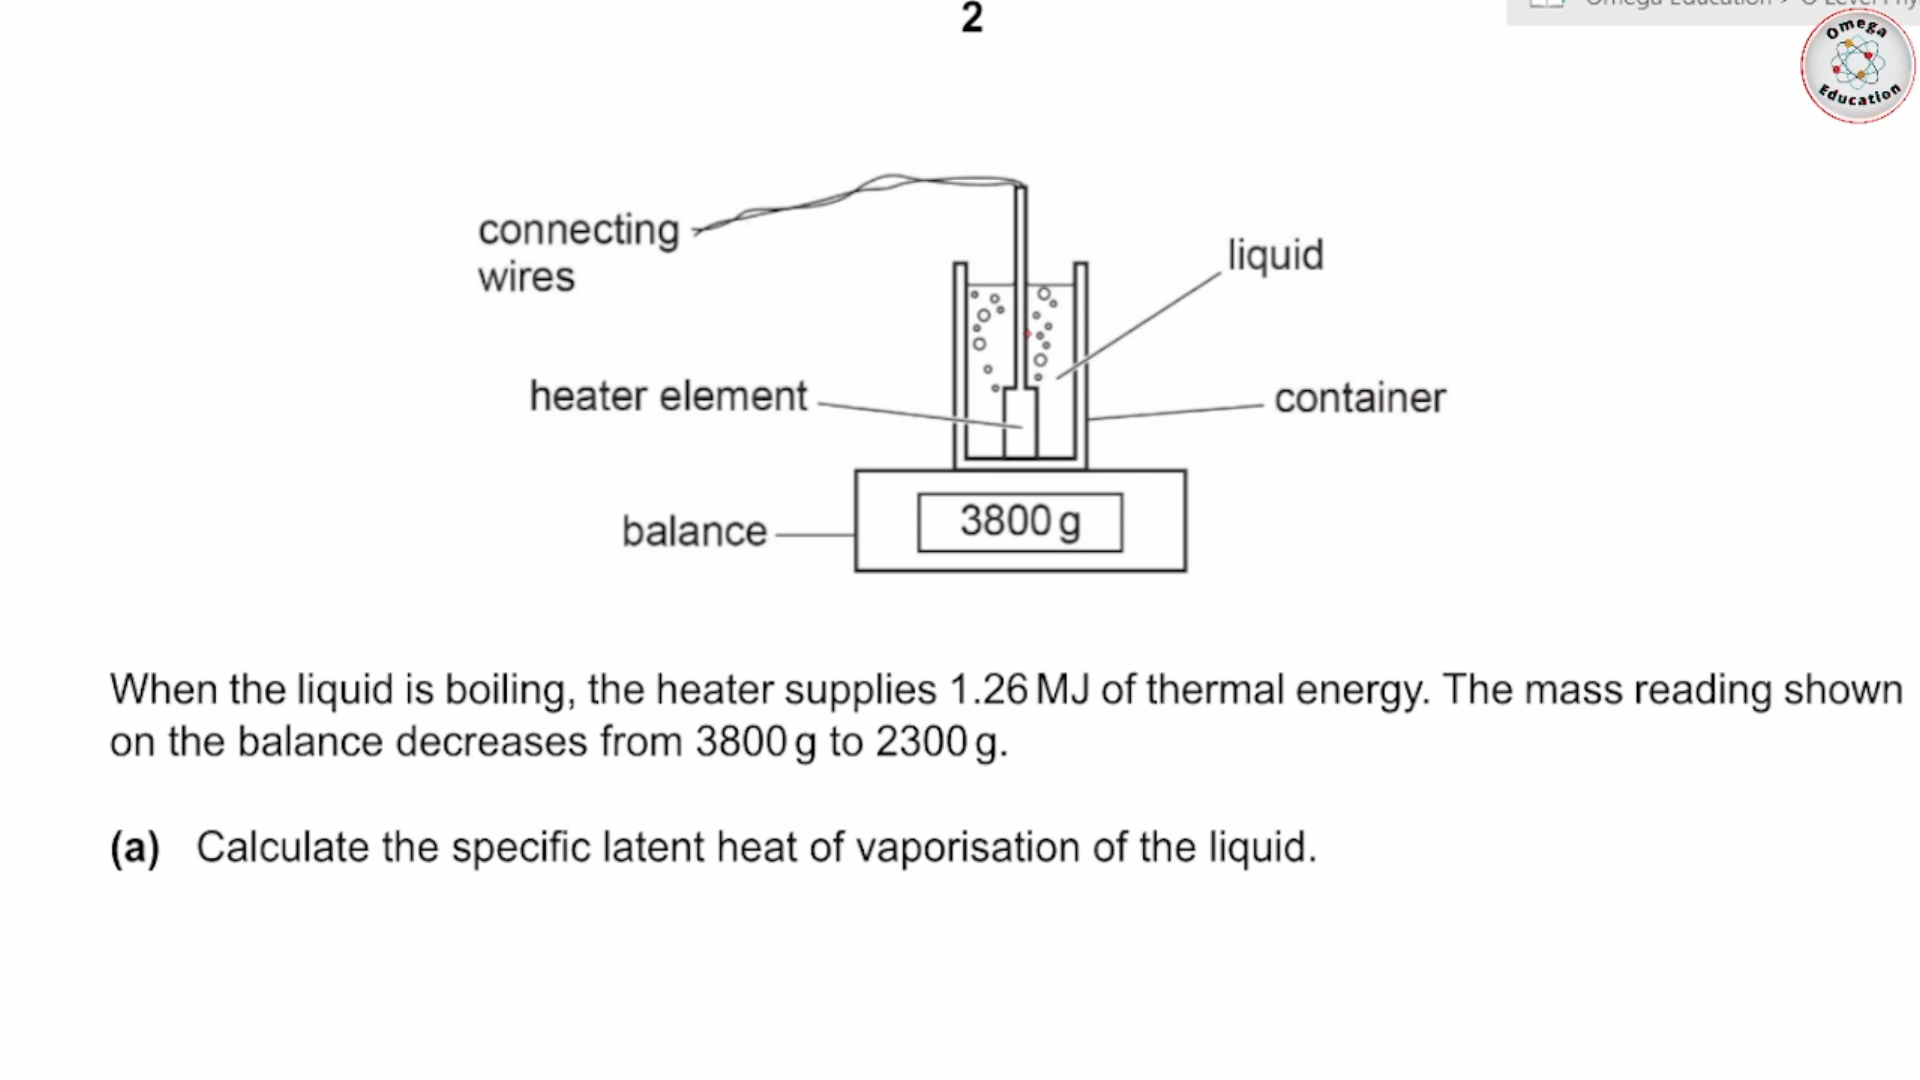 2
Omega
Education
connecting
wires
liquid
heater element
container
balance
3800 g
When the liquid is boiling, the heater supplies 1.26 MJ of thermal energy. The mass reading shown
on the balance decreases from 3800 g to 2300 g.
(a) Calculate the specific latent heat of vaporisation of the liquid.